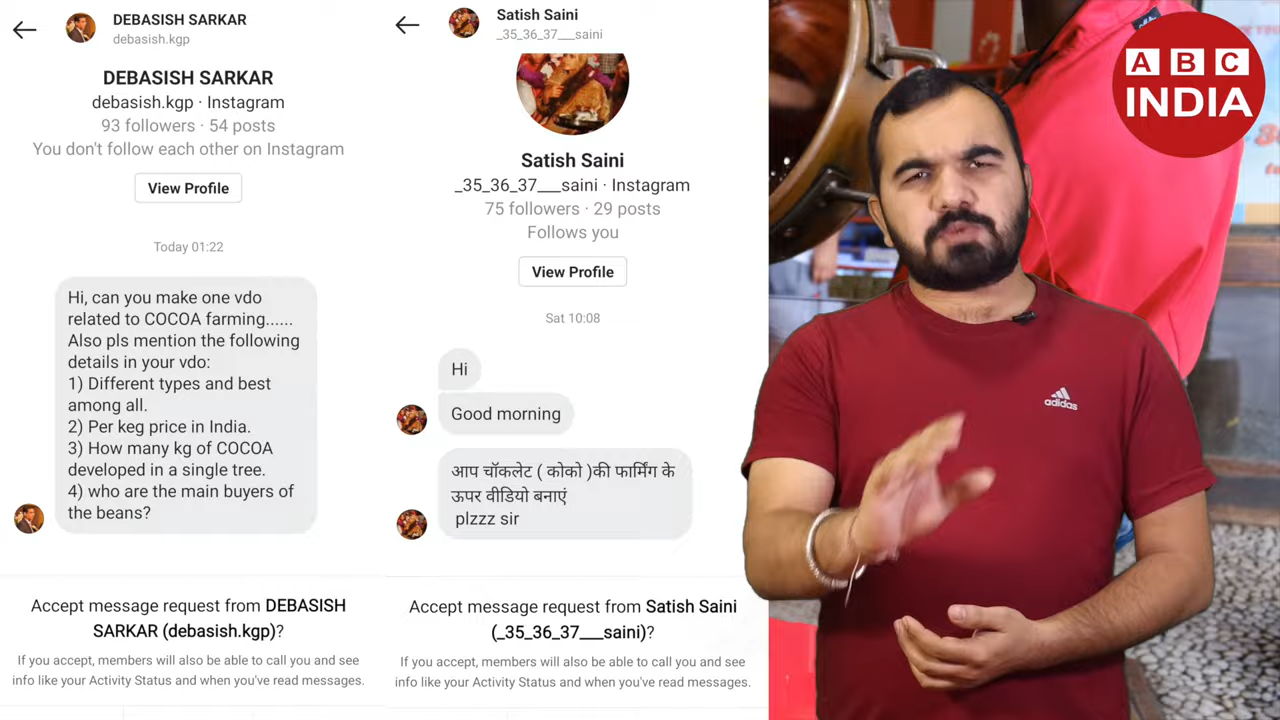 DEBASISH SARKAR
debasish.kgp
DEBASISH SARKAR
debasish.kgp · Instagram
93 followers · 54 posts
You don't follow each other on Instagram
View Profile
Today 01:22
Hi, can you make one vdo
related to COCOA farming......
Also pls mention the following
details in your vdo:
1) Different types and best
among all.
2) Per keg price in India.
3) How many kg of COCOA
developed in a single tree.
4) who are the main buyers of
the beans?
Accept message request from DEBASISH
SARKAR (debasish.kgp)?
If you accept, members will also be able to call you and see
info like your Activity Status and when you've read messages.
Satish Saini
_35_36_37___saini
Satish Saini
_35_36_37___saini · Instagram
75 followers · 29 posts
Follows you
View Profile
Sat 10:08
Hi
Good morning
आप चॉकलेट ( कोको )की फार्मिंग के
ऊपर वीडियो बनाएं
plzzz sir
Accept message request from Satish Saini
(_35_36_37___saini)?
If you accept, members will also be able to call you and see
info like your Activity Status and when you've read messages.
ABC
INDIA
adidas